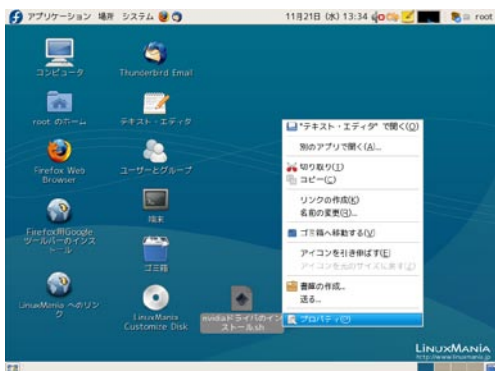 アプリケーション 場所 システム
11月21日 (水) 13:34
root
コンピュータ
Thunderbird Email
root のホーム
テキスト・エディタ
Firefox Web
Browser
ユーザーとグループ
Firefox用Google
ツールバーのインス
トール
端末
ゴミ箱
LinuxMania へのリン
ク
LinuxMania
Customize Disk
nvidiaドライバのイン
ストール.sh
"テキスト・エディタ" で開く(O)
別のアプリで開く(A)...
切り取り(T)
コピー(C)
リンクの作成(K)
名前の変更(R)...
ゴミ箱へ移動する(V)
アイコンを引き伸ばす(E)
アイコンを元のサイズに戻す(Z)
書庫の作成...
送る...
プロパティ(P)
LINUXMANIA
http://www.linuxmania.jp